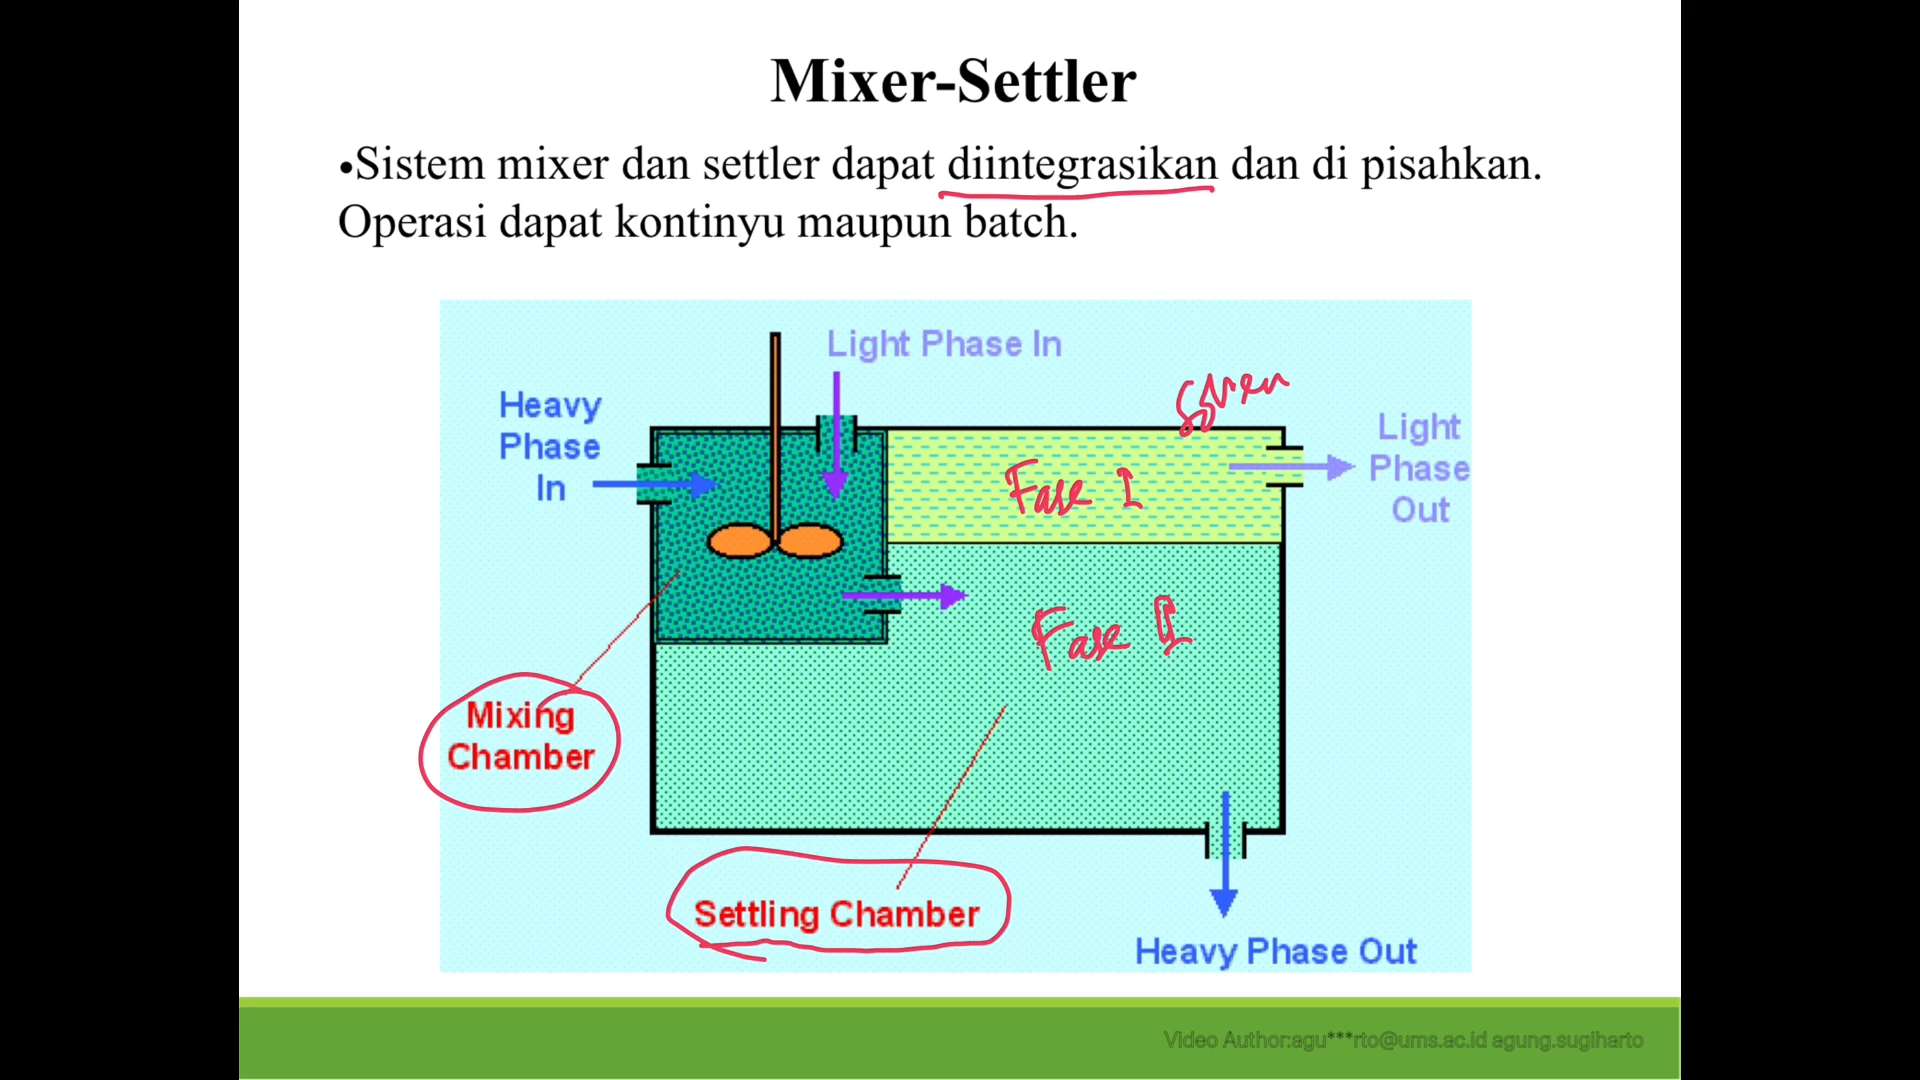 Mixer-Settler
•Sistem mixer dan settler dapat diintegrasikan dan di pisahkan.
Operasi dapat kontinyu maupun batch.
Light Phase In
Heavy
Phase
In
Light
Phase
Out
Fase I
Fase II
Mixing
Chamber
Settling Chamber
Heavy Phase Out
Video Author:agu***rto@ums.ac.id agung.sugiharto